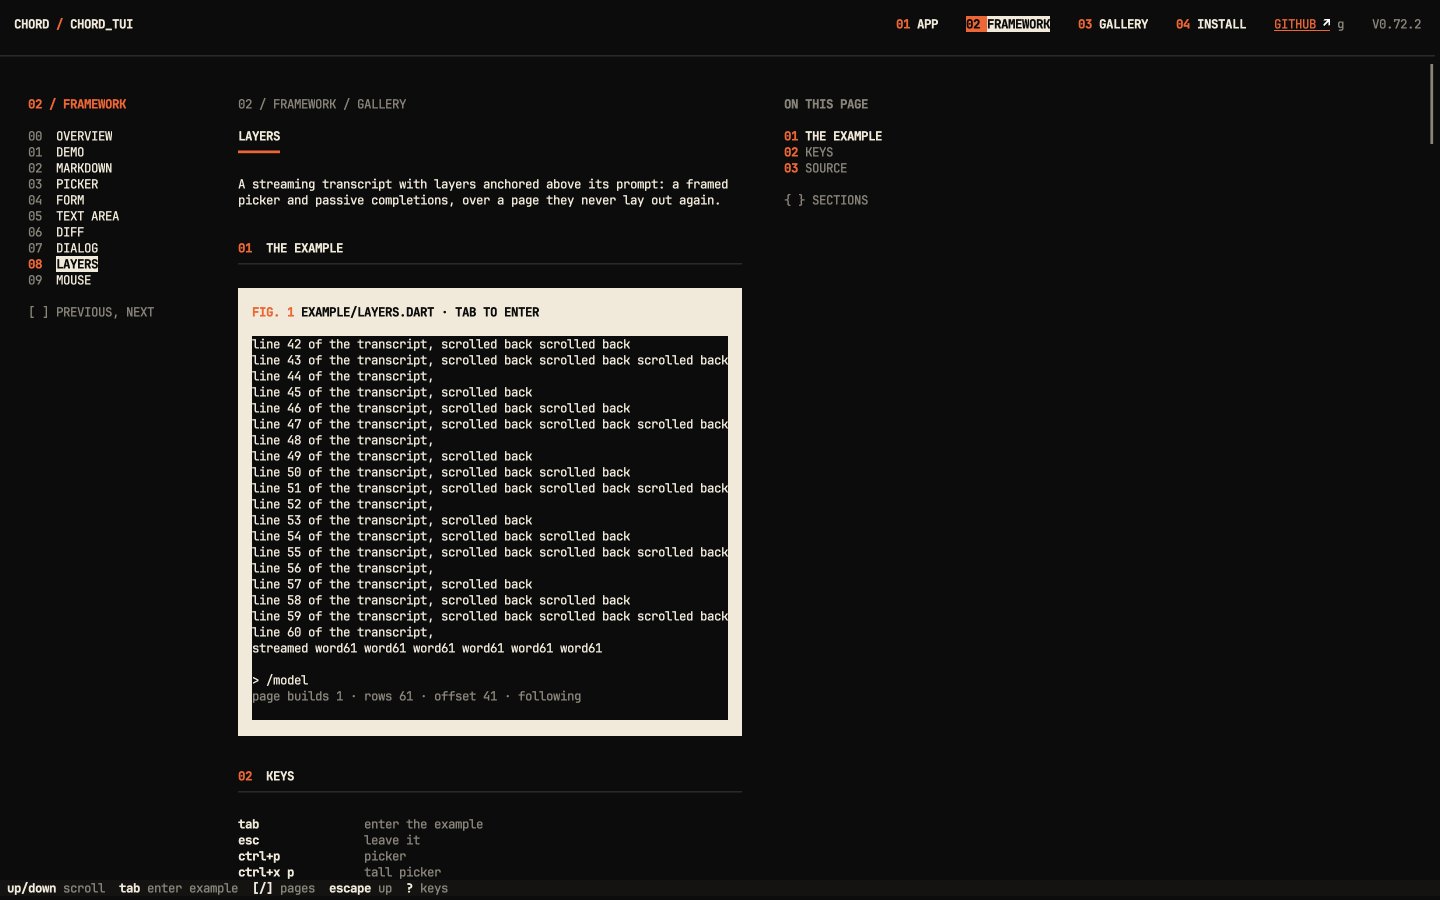 CHORD / CHORD_TUI
01 APP 02 FRAMEWORK 03 GALLERY 04 INSTALL GITHUB ↗ g V0.72.2
02 / FRAMEWORK
00 OVERVIEW
01 DEMO
02 MARKDOWN
03 PICKER
04 FORM
05 TEXT AREA
06 DIFF
07 DIALOG
08 LAYERS
09 MOUSE
[ ] PREVIOUS, NEXT
02 / FRAMEWORK / GALLERY
LAYERS
A streaming transcript with layers anchored above its prompt: a framed
picker and passive completions, over a page they never lay out again.
01 THE EXAMPLE
FIG. 1 EXAMPLE/LAYERS.DART · TAB TO ENTER
line 42 of the transcript, scrolled back scrolled back
line 43 of the transcript, scrolled back scrolled back scrolled back
line 44 of the transcript,
line 45 of the transcript, scrolled back
line 46 of the transcript, scrolled back scrolled back
line 47 of the transcript, scrolled back scrolled back scrolled back
line 48 of the transcript,
line 49 of the transcript, scrolled back
line 50 of the transcript, scrolled back scrolled back
line 51 of the transcript, scrolled back scrolled back scrolled back
line 52 of the transcript,
line 53 of the transcript, scrolled back
line 54 of the transcript, scrolled back scrolled back
line 55 of the transcript, scrolled back scrolled back scrolled back
line 56 of the transcript,
line 57 of the transcript, scrolled back
line 58 of the transcript, scrolled back scrolled back
line 59 of the transcript, scrolled back scrolled back scrolled back
line 60 of the transcript,
streamed word61 word61 word61 word61 word61 word61
> /model
page builds 1 · rows 61 · offset 41 · following
02 KEYS
tab enter the example
esc leave it
ctrl+p picker
ctrl+x p tall picker
ON THIS PAGE
01 THE EXAMPLE
02 KEYS
03 SOURCE
{ } SECTIONS
up/down scroll tab enter example [/] pages escape up ? keys